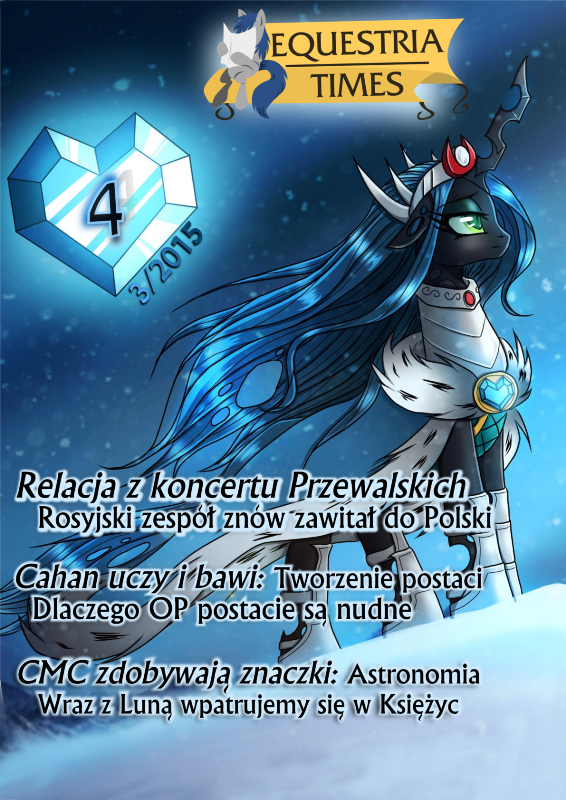 EQUESTRIA
TIMES
4
3/2015
Relacja z koncertu Przewalskich
Rosyjski zespół znów zawitał do Polski
Cahan uczy i bawi: Tworzenie postaci
Dlaczego OP postacie są nudne
CMC zdobywają znaczki: Astronomia
Wraz z Luną wpatrujemy się w Księżyc